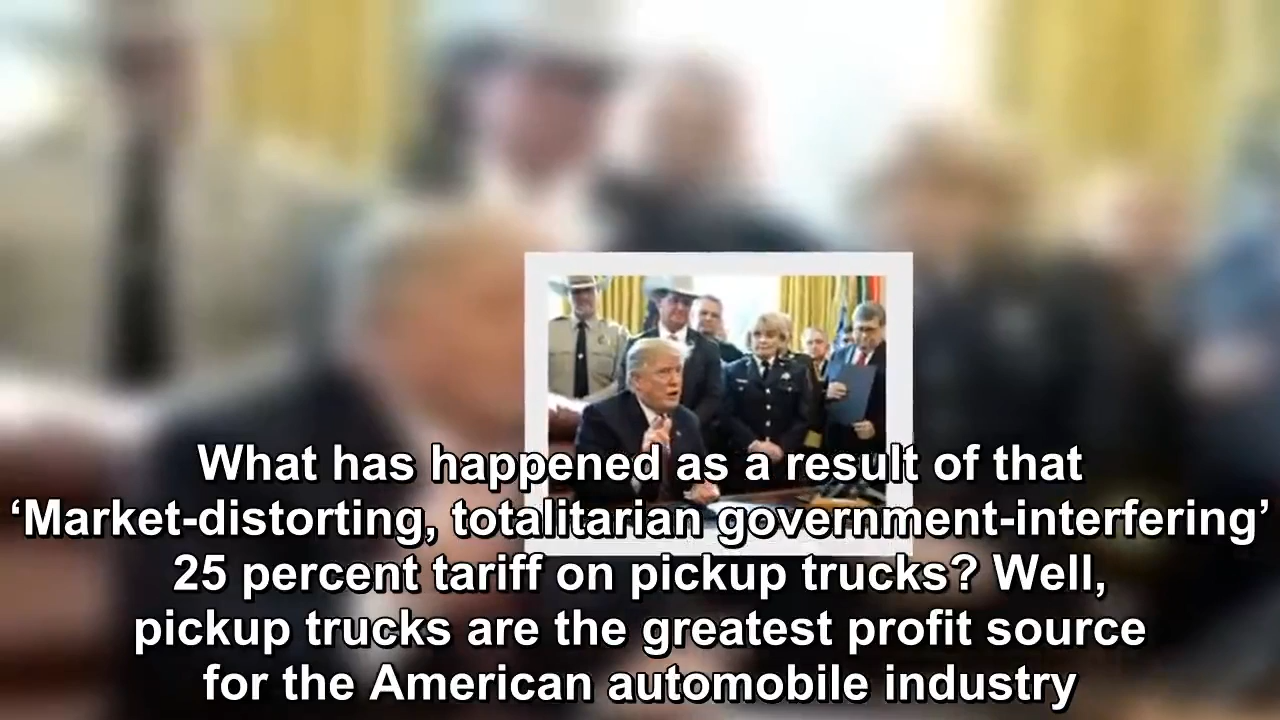 What has happened as a result of that
‘Market-distorting, totalitarian government-interfering’
25 percent tariff on pickup trucks? Well,
pickup trucks are the greatest profit source
for the American automobile industry